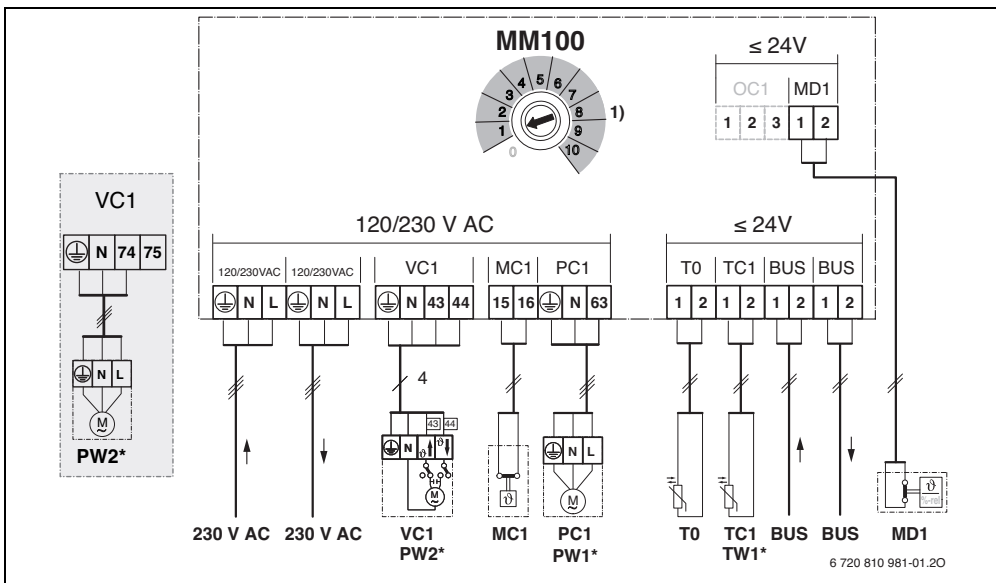 MM100
0 1 2 3 4 5 6 7 8 9 10
1)
≤ 24V
OC1 MD1
1 2 3 1 2
VC1
N 74 75
N L
M
~
PW2*
120/230 V AC
≤ 24V
120/230VAC 120/230VAC VC1 MC1 PC1 T0 TC1 BUS BUS
N L N L N 43 44 15 16 N 63 1 2 1 2 1 2 1 2
4
43 44
N ϑ ϑ
M
~
ϑ
N L
M
~
ϑ
%-rel
230 V AC 230 V AC VC1 MC1 PC1 T0 TC1 BUS BUS MD1
PW2* PW1* TW1*
6 720 810 981-01.2O